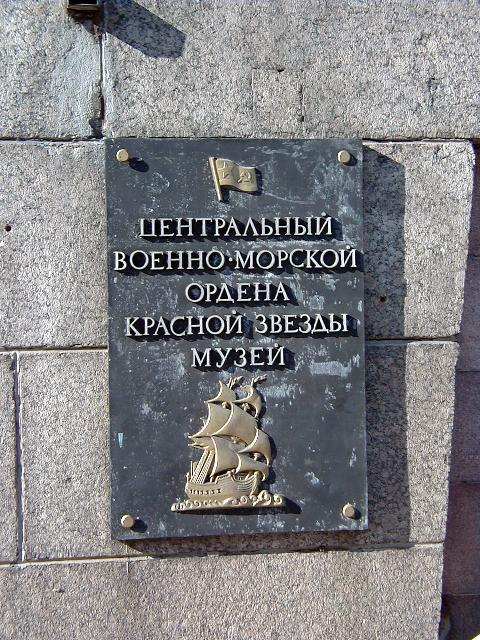 ЦЕНТРАЛЬНЫЙ
ВОЕННО-МОРСКОЙ
ОРДЕНА
КРАСНОЙ ЗВЕЗДЫ
МУЗЕЙ